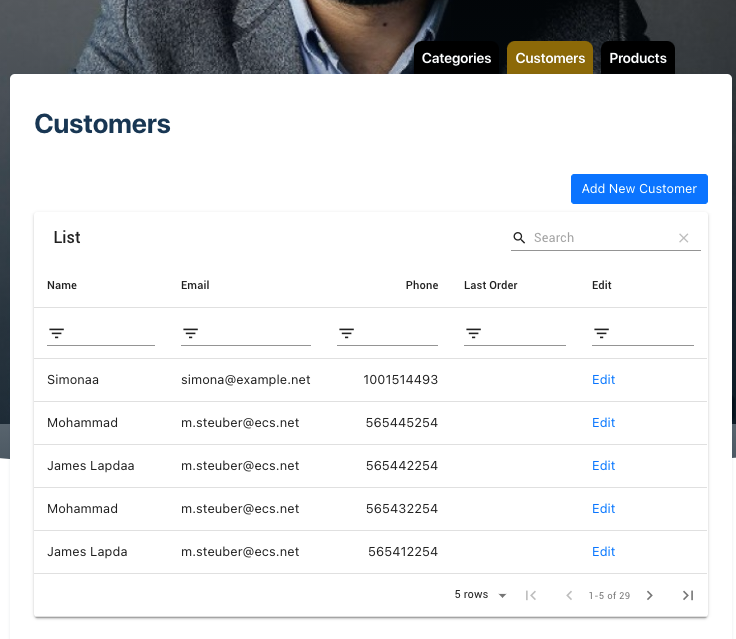 Categories Customers Products
Customers
Add New Customer
List Search
Name Email Phone Last Order Edit
Simonaa simona@example.net 1001514493 Edit
Mohammad m.steuber@ecs.net 565445254 Edit
James Lapdaa m.steuber@ecs.net 565442254 Edit
Mohammad m.steuber@ecs.net 565432254 Edit
James Lapda m.steuber@ecs.net 565412254 Edit
5 rows 1-5 of 29